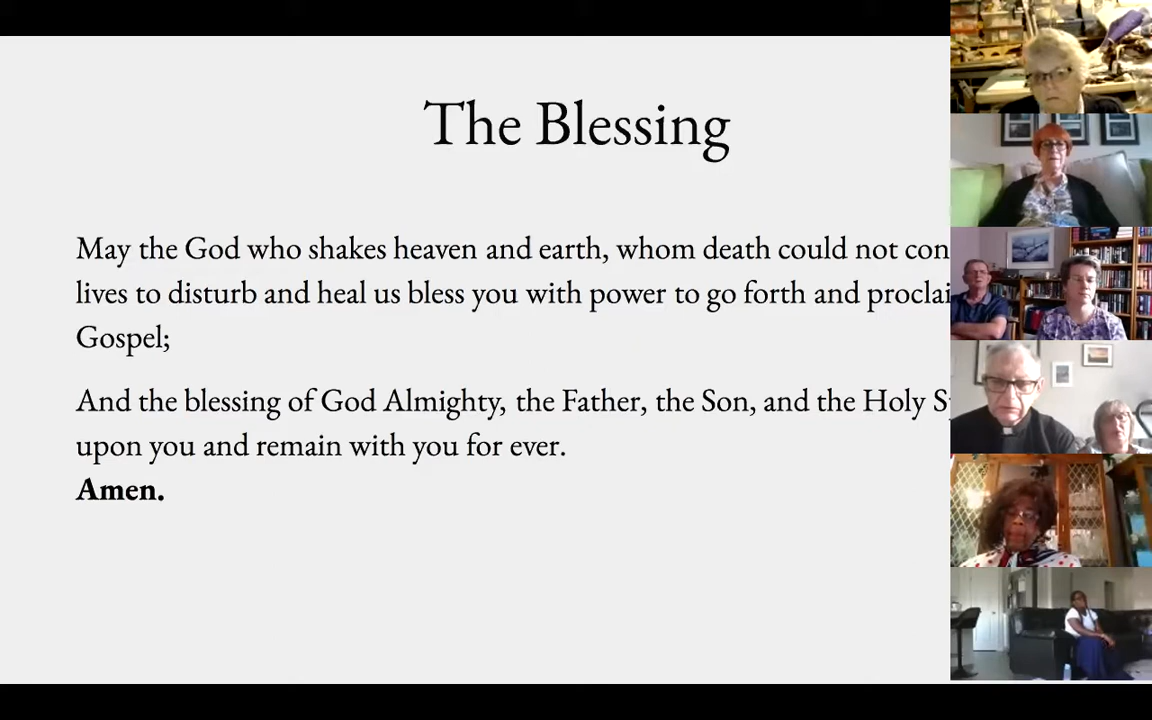 The Blessing
May the God who shakes heaven and earth, whom death could not con
lives to disturb and heal us bless you with power to go forth and proclai
Gospel;
And the blessing of God Almighty, the Father, the Son, and the Holy S
upon you and remain with you for ever.
Amen.